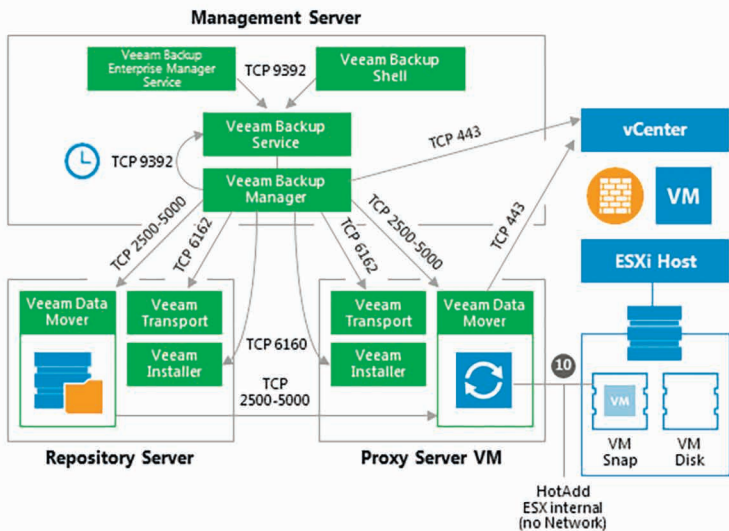 Management Server
Veeam Backup
Enterprise Manager
Service
TCP 9392
Veeam Backup
Shell
Veeam Backup
Service
TCP 9392
Veeam Backup
Manager
TCP 443
vCenter
TCP 2500-5000
TCP 6162
TCP 6162
TCP 2500-5000
TCP 443
VM
ESXi Host
Veeam Data
Mover
Veeam
Transport
Veeam
Installer
TCP 6160
TCP
2500-5000
Veeam
Transport
Veeam
Installer
Veeam Data
Mover
10
VM
VM
Snap
VM
Disk
Repository Server
Proxy Server VM
HotAdd
ESX internal
(no Network)